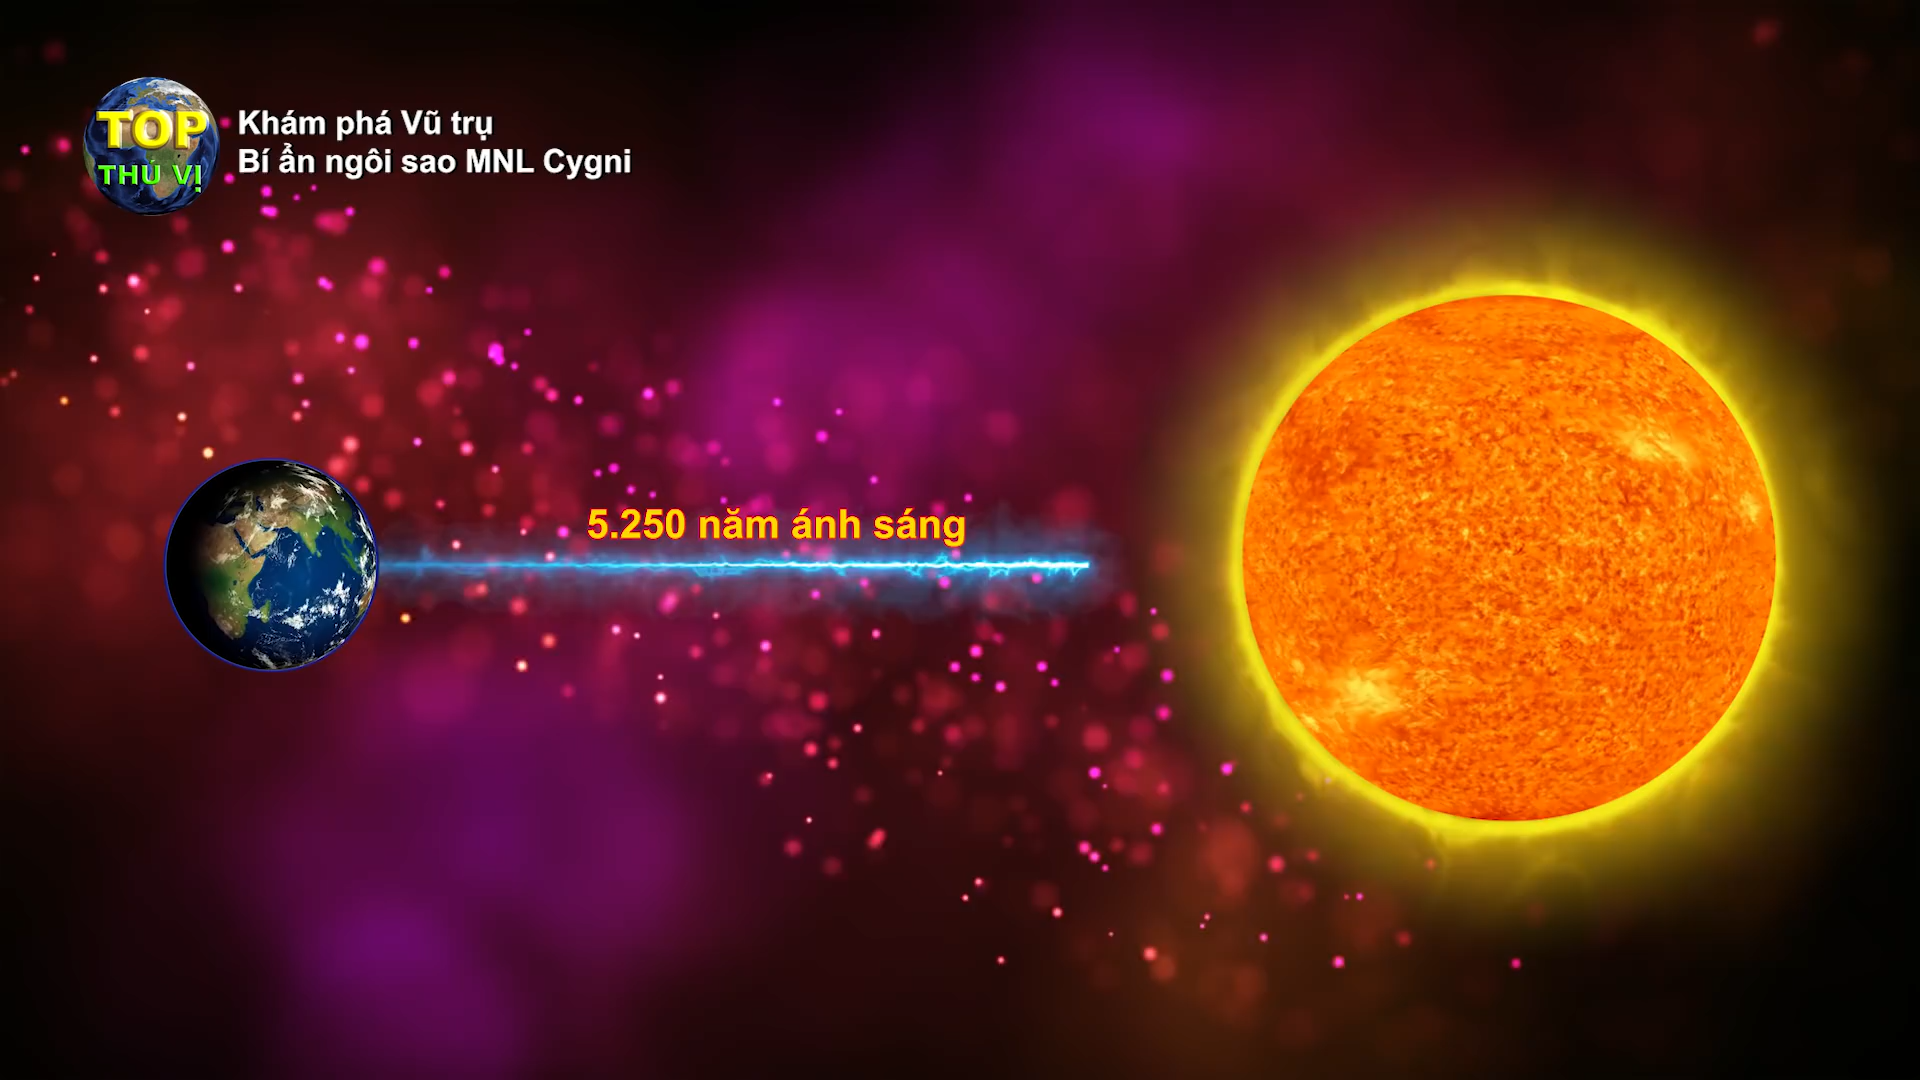 TOP
THÚ VỊ
Khám phá Vũ trụ
Bí ẩn ngôi sao MNL Cygni
5.250 năm ánh sáng